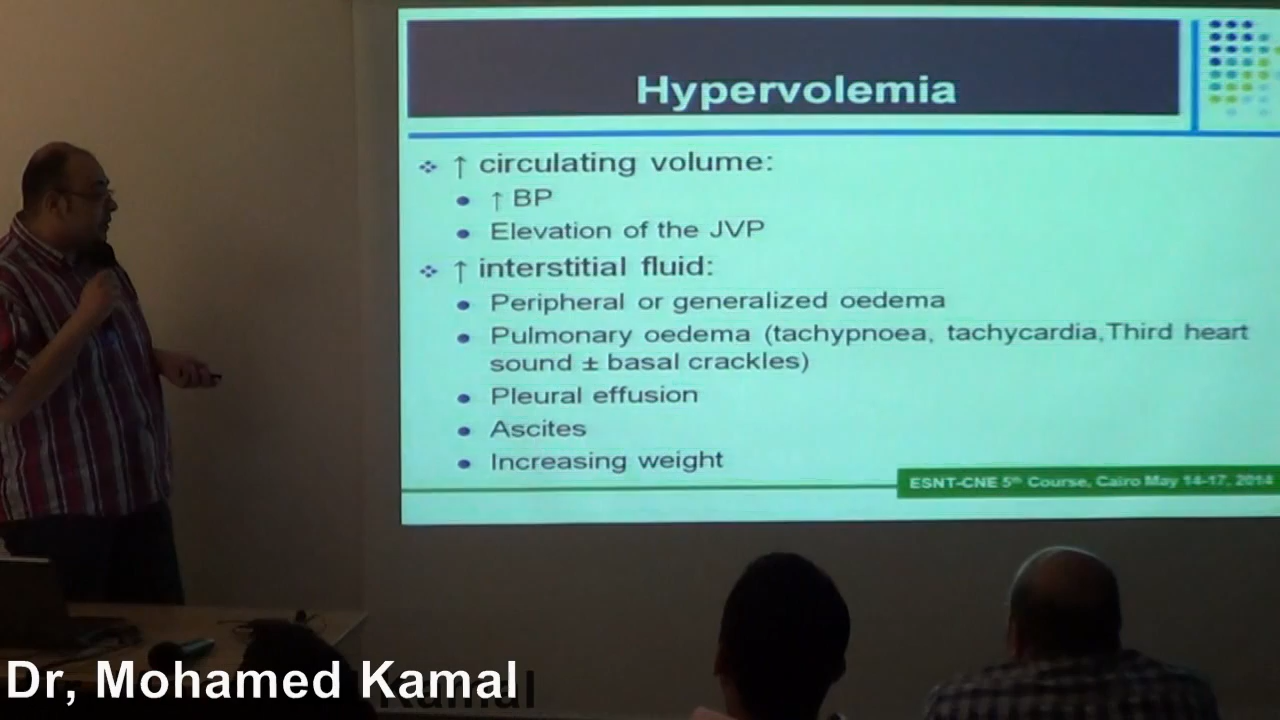 Hypervolemia
↑ circulating volume:
↑ BP
Elevation of the JVP
↑ interstitial fluid:
Peripheral or generalized oedema
Pulmonary oedema (tachypnoea, tachycardia,Third heart
sound ± basal crackles)
Pleural effusion
Ascites
Increasing weight
ESNT-CNE 5th Course, Cairo May 14-17, 2014
Dr, Mohamed Kamal